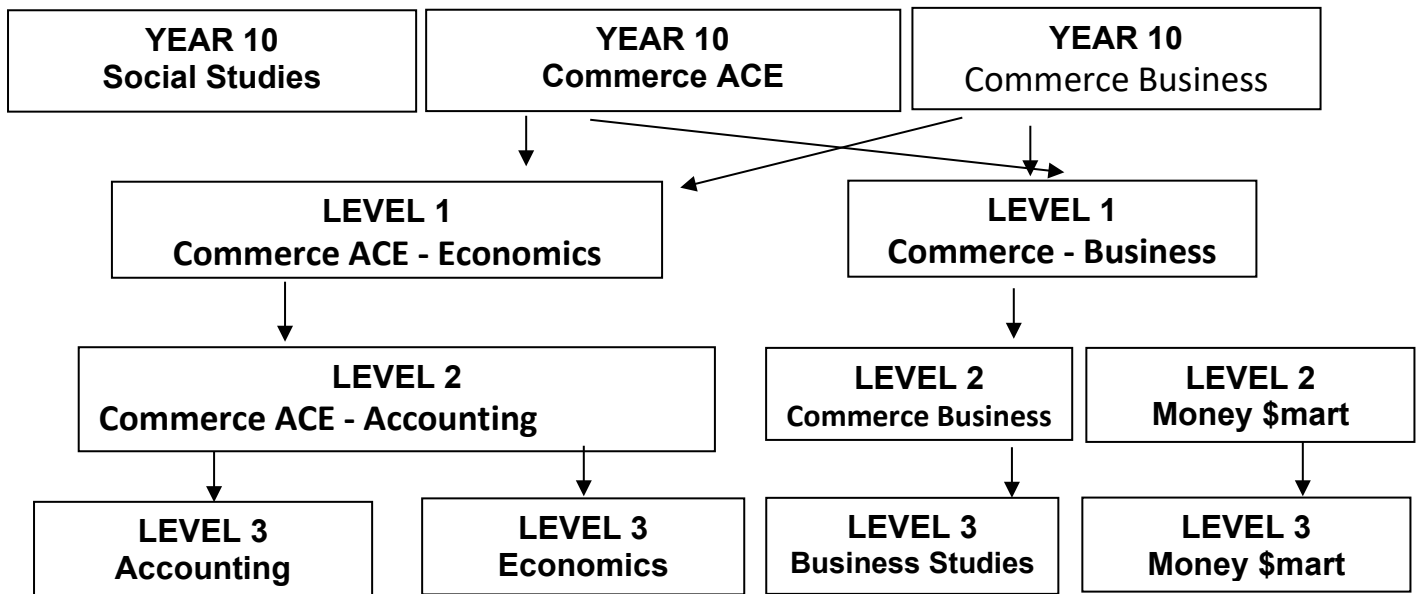 YEAR 10
Social Studies
YEAR 10
Commerce ACE
YEAR 10
Commerce Business
LEVEL 1
Commerce ACE - Economics
LEVEL 1
Commerce - Business
LEVEL 2
Commerce ACE - Accounting
LEVEL 2
Commerce Business
LEVEL 2
Money $mart
LEVEL 3
Accounting
LEVEL 3
Economics
LEVEL 3
Business Studies
LEVEL 3
Money $mart